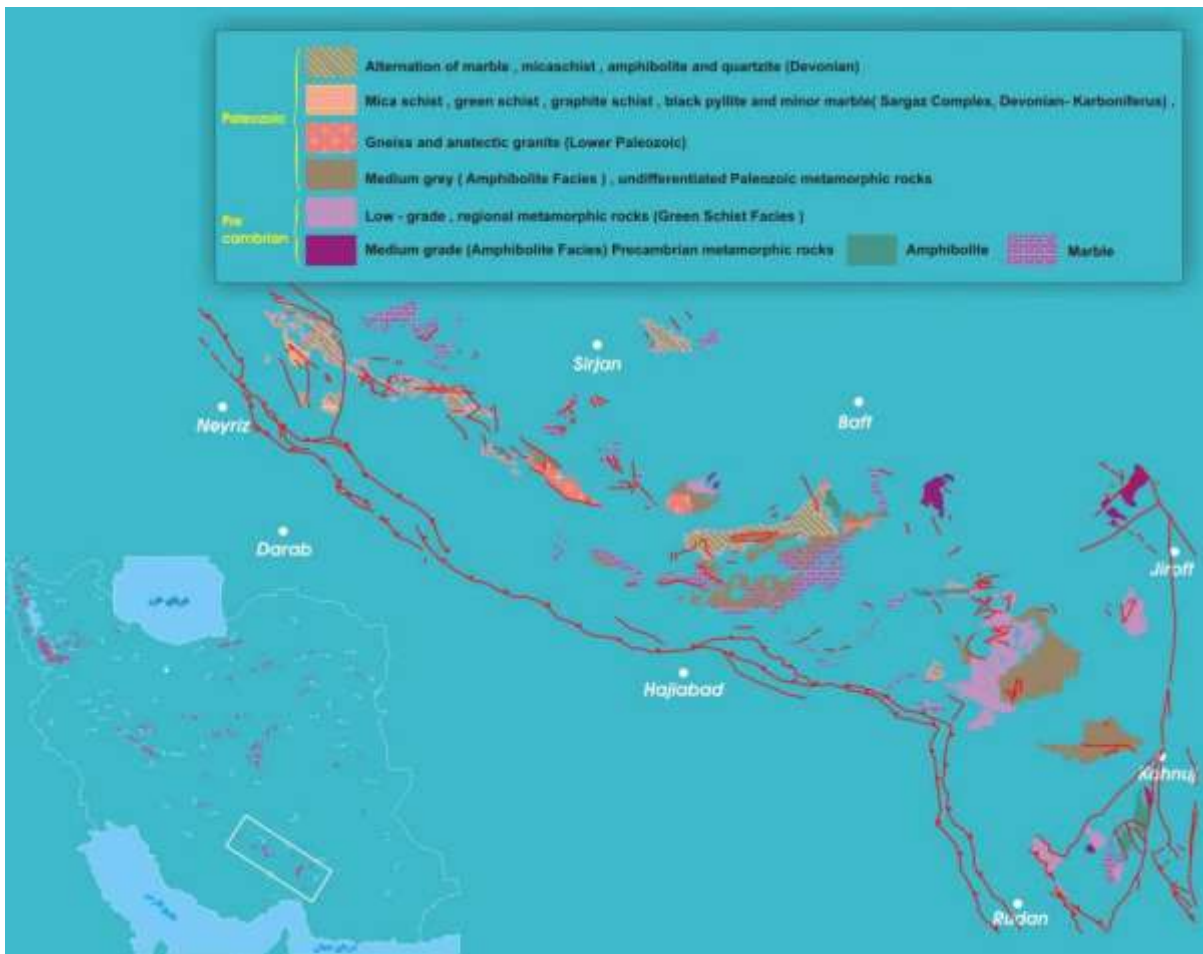 Alternation of marble , micaschist , amphibolite and quartzite (Devonian)
Mica schist , green schist , graphite schist , black pyllite and minor marble( Sargaz Complex, Devonian- Karboniferus) ,
Paleozoic
Gneiss and anatectic granite (Lower Paleozoic)
Medium grey ( Amphibolite Facies ) , undifferentiated Paleozoic metamorphic rocks
Pre cambrian
Low - grade , regional metamorphic rocks (Green Schist Facies )
Medium grade (Amphibolite Facies) Precambrian metamorphic rocks Amphibolite Marble
Sirjan
Neyriz
Baft
Darab
Jiroft
Hajiabad
Kahnuj
Rudan